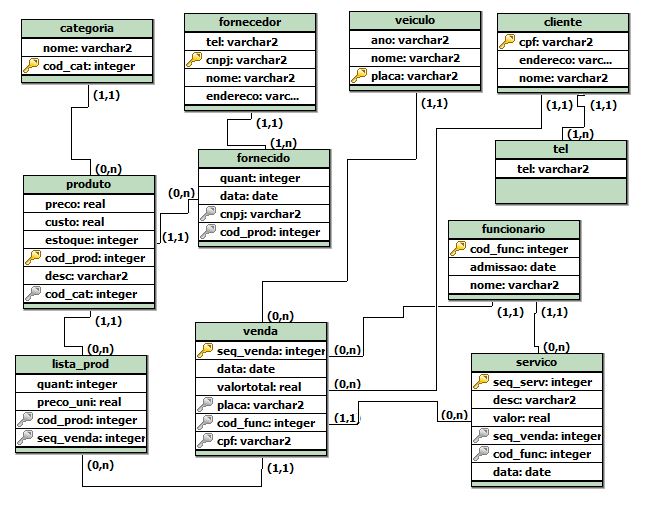 categoria
nome: varchar2
cod_cat: integer
(1,1)
fornecedor
tel: varchar2
cnpj: varchar2
nome: varchar2
endereco: varc...
(1,1)
(1,n)
veiculo
ano: varchar2
nome: varchar2
placa: varchar2
(1,1)
cliente
cpf: varchar2
endereco: varc...
nome: varchar2
(1,1)
(1,1)
(1,n)
tel
tel: varchar2
fornecido
quant: integer
data: date
cnpj: varchar2
cod_prod: integer
(0,n)
(1,1)
(0,n)
produto
preco: real
custo: real
estoque: integer
cod_prod: integer
desc: varchar2
cod_cat: integer
(1,1)
(0,n)
funcionario
cod_func: integer
admissao: date
nome: varchar2
(1,1)
(1,1)
(0,n)
venda
seq_venda: integer
data: date
valortotal: real
placa: varchar2
cod_func: integer
cpf: varchar2
(0,n)
(0,n)
(0,n)
(1,1)
(0,n)
(1,1)
lista_prod
quant: integer
preco_uni: real
cod_prod: integer
seq_venda: integer
(0,n)
servico
seq_serv: integer
desc: varchar2
valor: real
seq_venda: integer
cod_func: integer
data: date